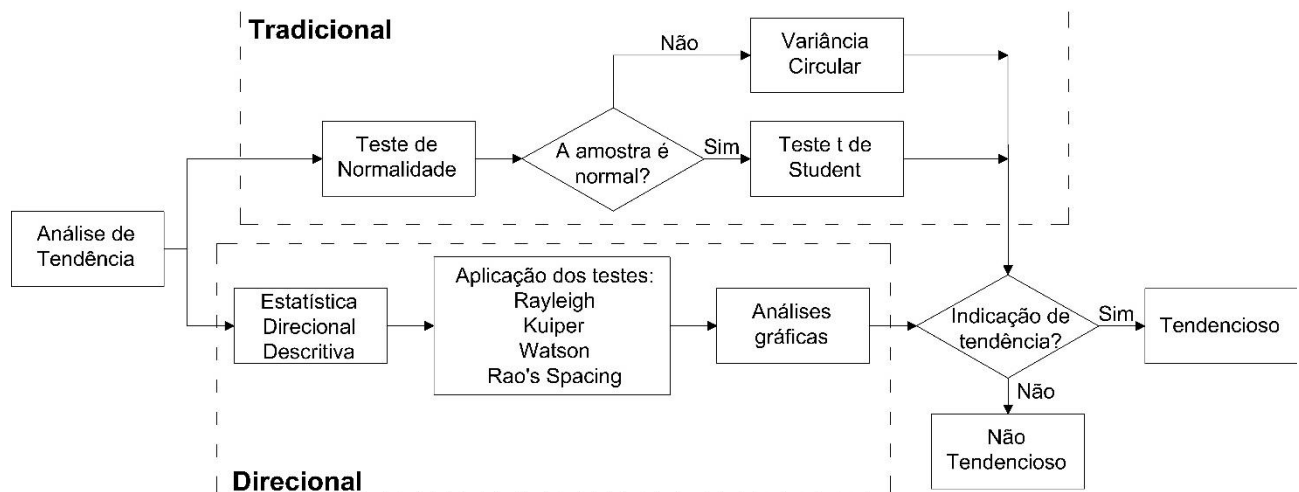 Tradicional
Não
Variância
Circular
Teste de
Normalidade
A amostra é
normal?
Sim
Teste t de
Student
Análise de
Tendência
Estatística
Direcional
Descritiva
Aplicação dos testes:
Rayleigh
Kuiper
Watson
Rao's Spacing
Análises
gráficas
Indicação de
tendência?
Sim
Tendencioso
Não
Não
Tendencioso
Direcional